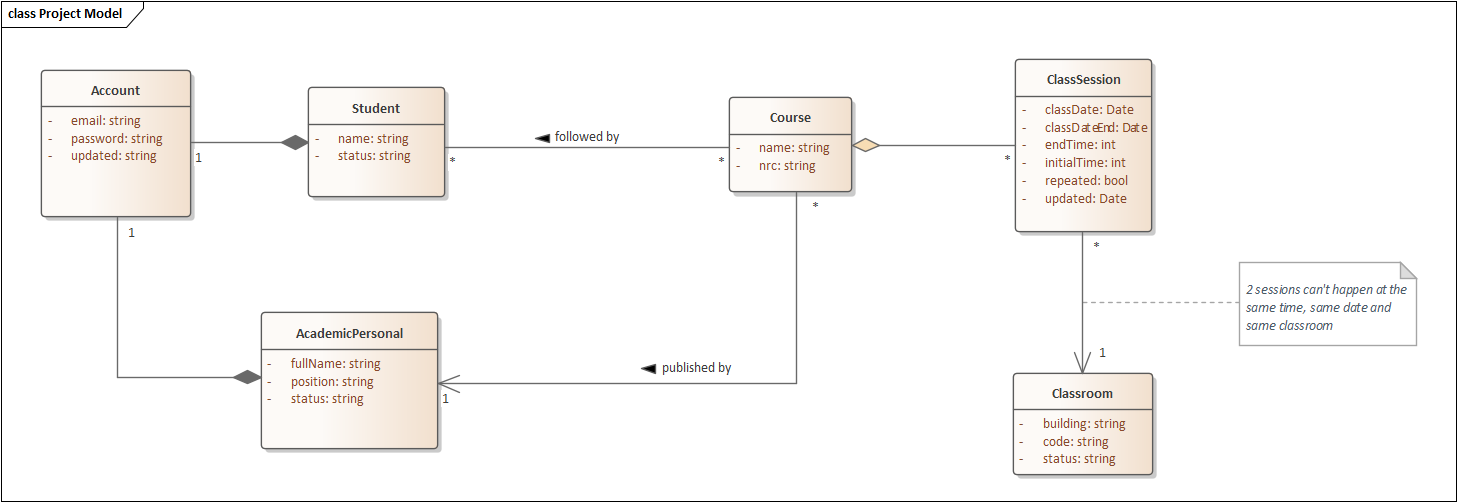 class Project Model
Account
- email: string
- password: string
- updated: string
1
1
Student
- name: string
- status: string
*
followed by
*
Course
- name: string
- nrc: string
*
*
ClassSession
- classDate: Date
- classDateEnd: Date
- endTime: int
- initialTime: int
- repeated: bool
- updated: Date
*
2 sessions can't happen at the
same time, same date and
same classroom
1
AcademicPersonal
- fullName: string
- position: string
- status: string
1
published by
Classroom
- building: string
- code: string
- status: string